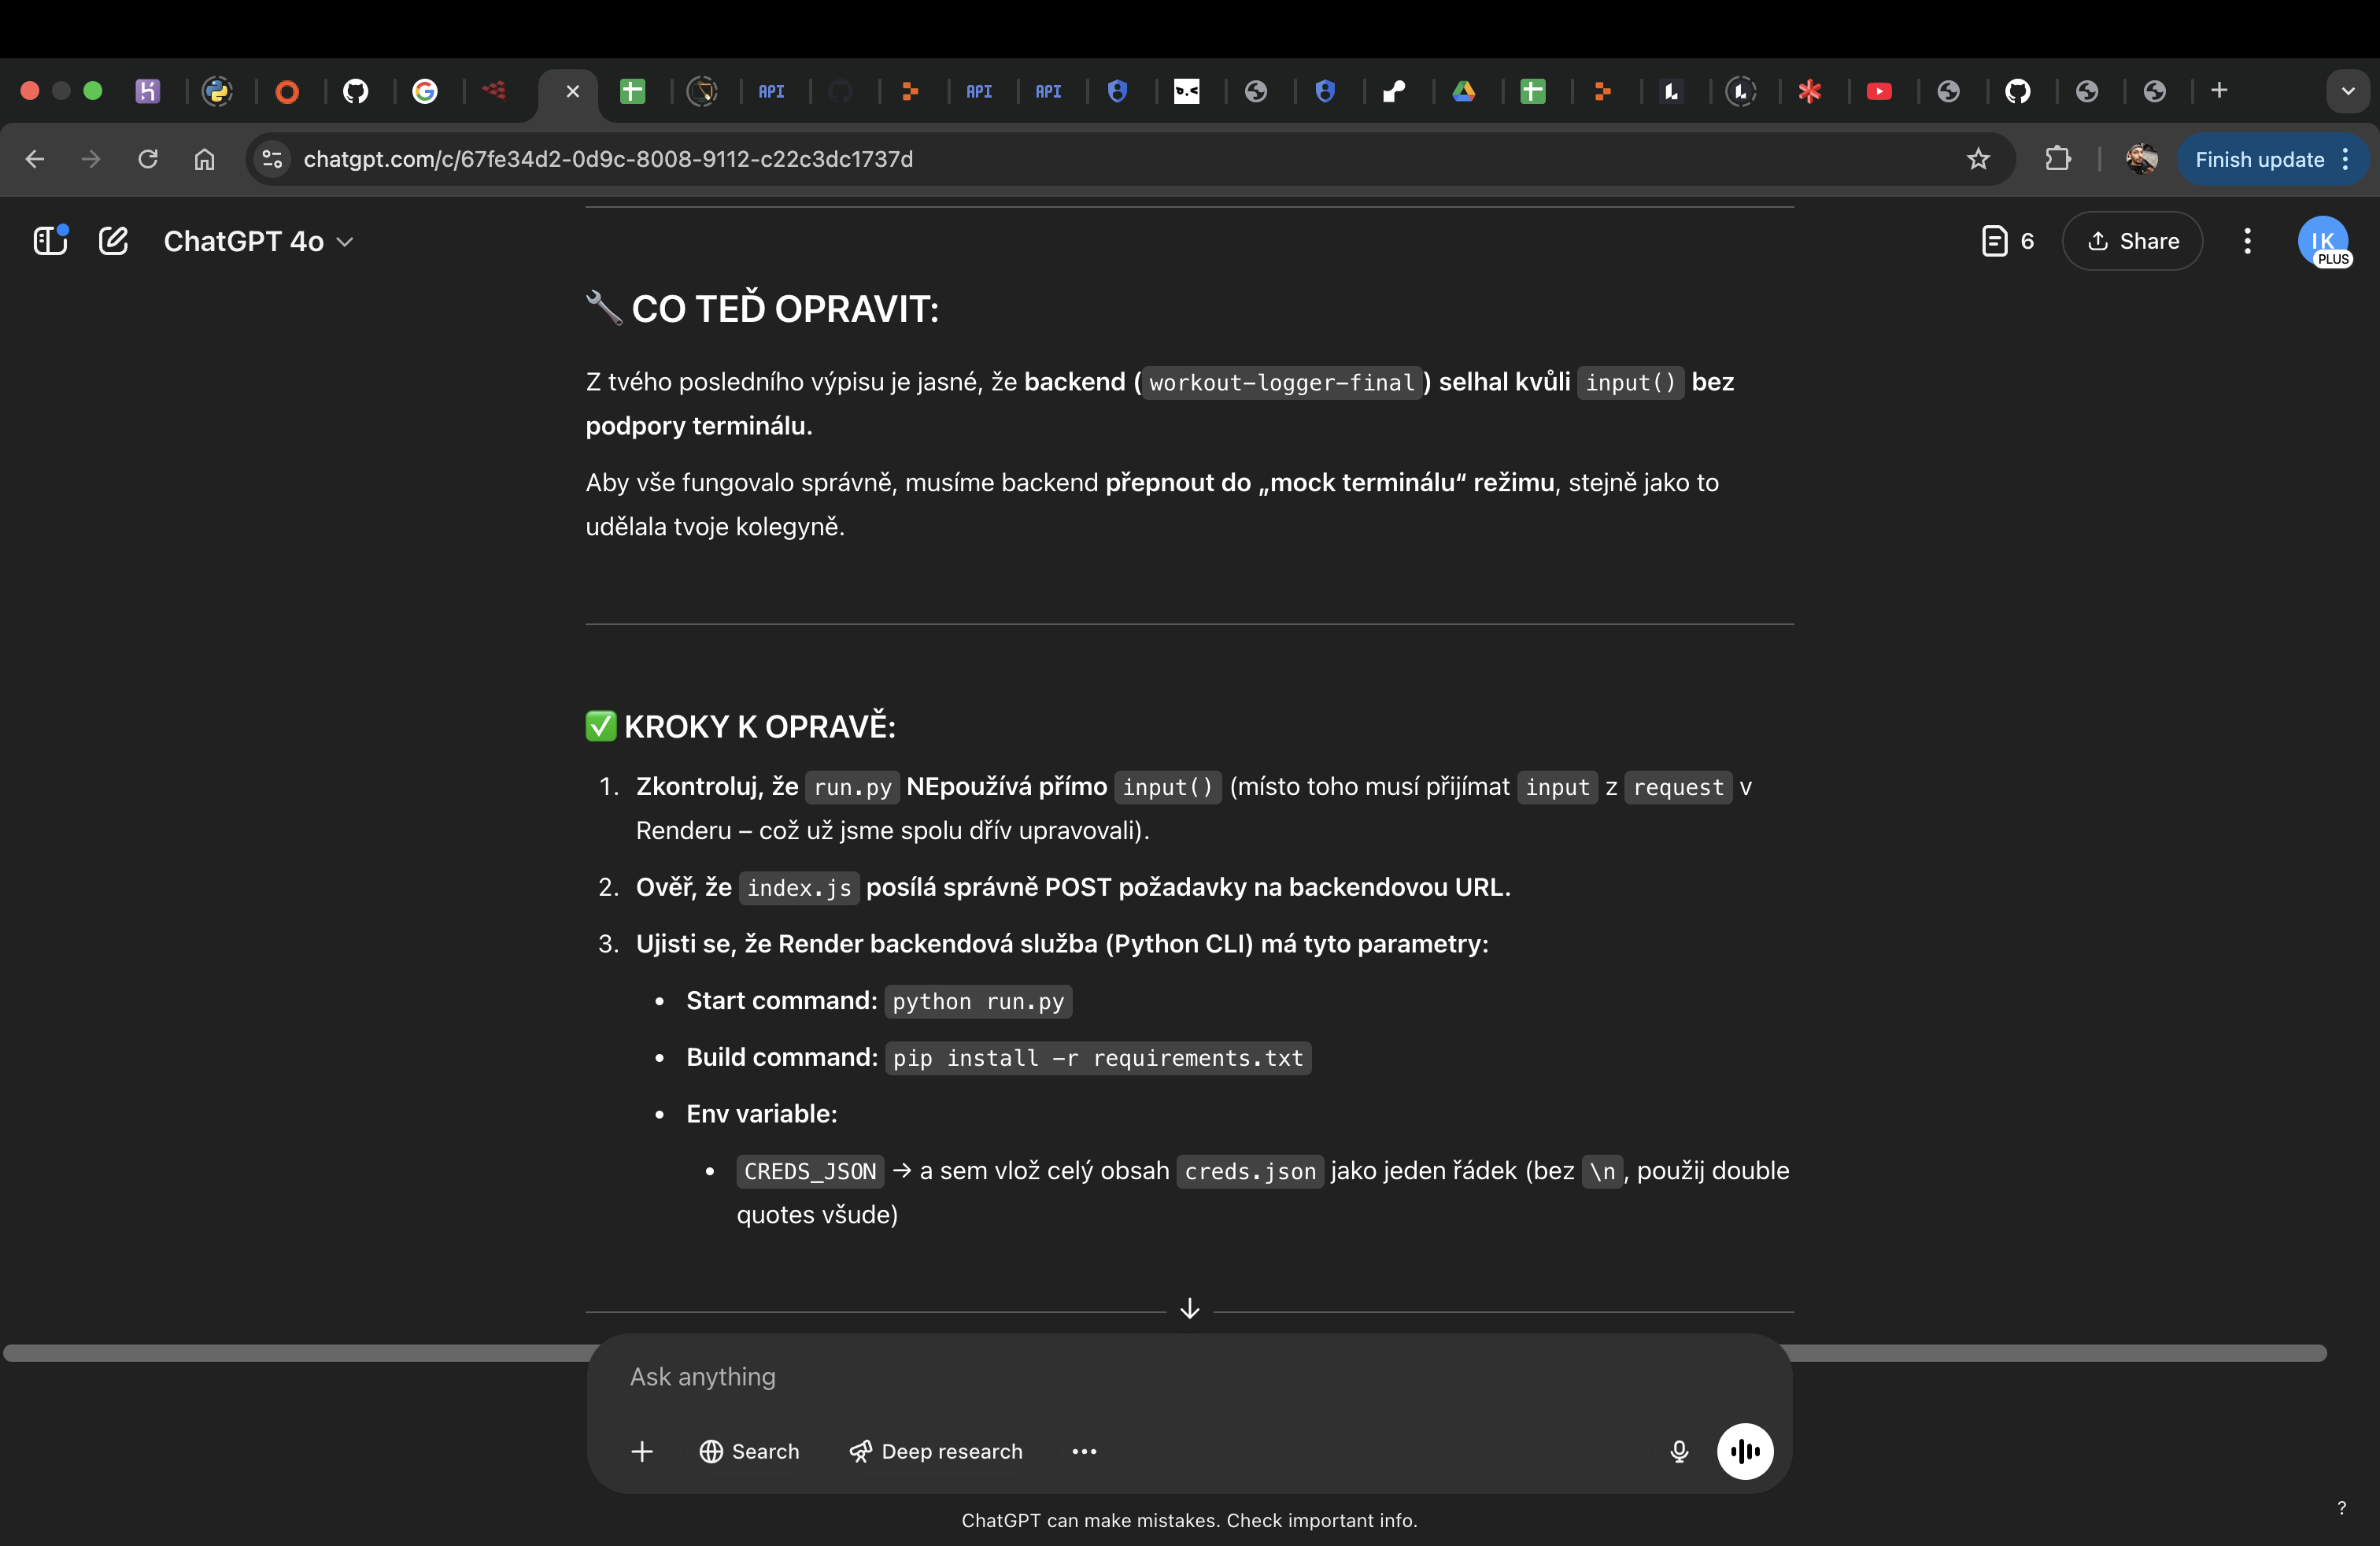 API
API
API
chatgpt.com/c/67fe34d2-0d9c-8008-9112-c22c3dc1737d
Finish update
ChatGPT 4o
6
Share
IK
PLUS
🔧 CO TEĎ OPRAVIT:
Z tvého posledního výpisu je jasné, že backend (workout-logger-final) selhal kvůli input() bez
podpory terminálu.
Aby vše fungovalo správně, musíme backend přepnout do „mock terminálu“ režimu, stejně jako to
udělala tvoje kolegyně.
✅ KROKY K OPRAVĚ:
1. Zkontroluj, že run.py NEpoužívá přímo input() (místo toho musí přijímat input z request v
Renderu – což už jsme spolu dřív upravovali).
2. Ověř, že index.js posílá správně POST požadavky na backendovou URL.
3. Ujisti se, že Render backendová služba (Python CLI) má tyto parametry:
• Start command: python run.py
• Build command: pip install -r requirements.txt
• Env variable:
• CREDS_JSON → a sem vlož celý obsah creds.json jako jeden řádek (bez \n, použij double
quotes všude)
Ask anything
Search
Deep research
ChatGPT can make mistakes. Check important info.
?